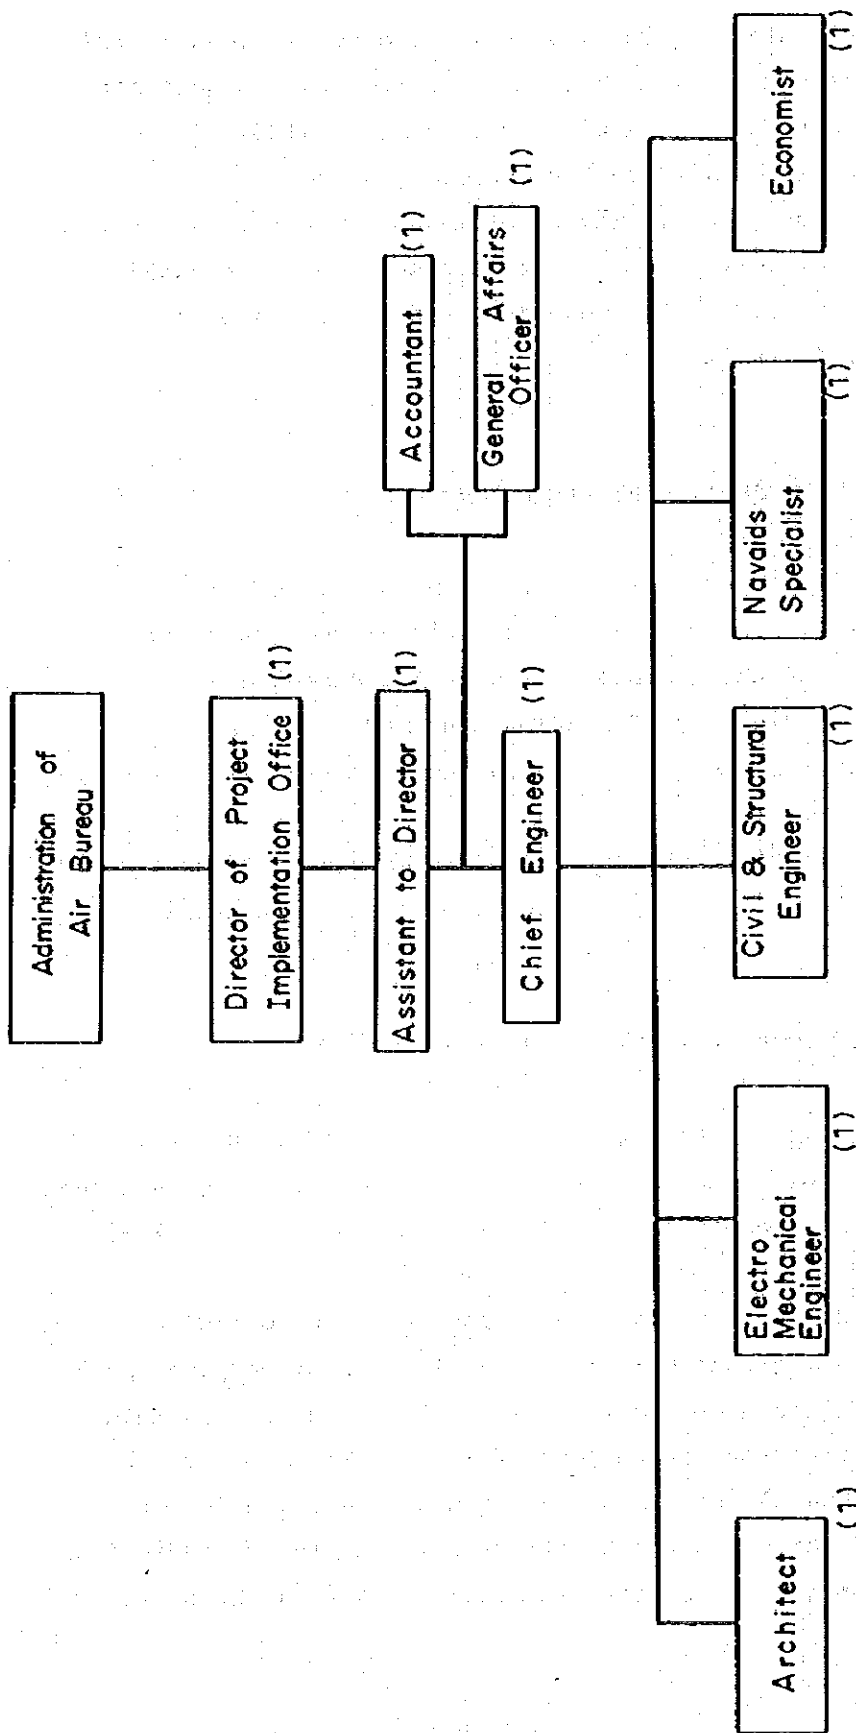 Administration of
Air Bureau
Director of Project
Implementation Office (1)
Assistant to Director (1)
Accountant (1)
General Affairs
Officer
(1)
Chief Engineer (1)
Architect
(1)
Electro
Mechanical
Engineer
(1)
Civil & Structural
Engineer
(1)
Navaids
Specialist
(1)
Economist
(1)